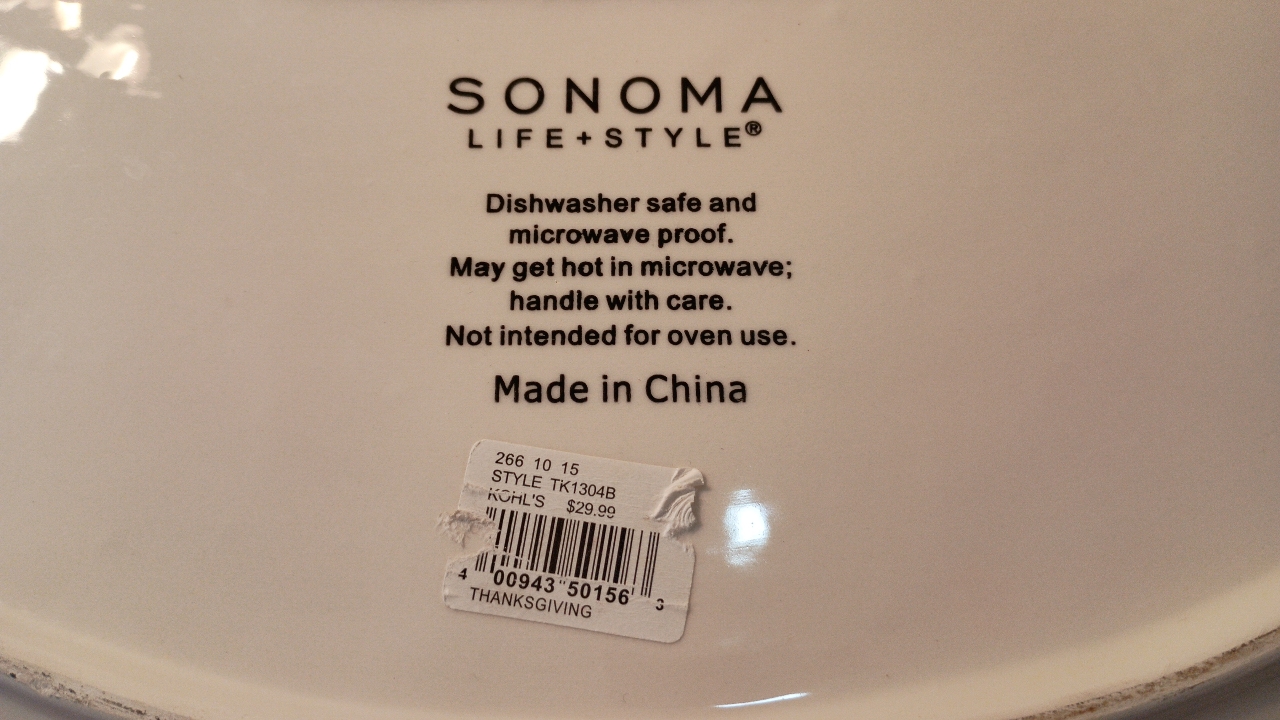 SONOMA
LIFE+STYLE®
Dishwasher safe and
microwave proof.
May get hot in microwave;
handle with care.
Not intended for oven use.
Made in China
266 10 15
STYLE TK1304B
KOHL'S $29.99
4 00943 50156 3
THANKSGIVING